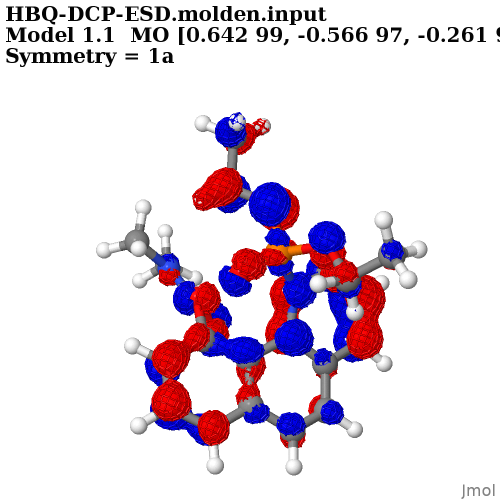 HBQ-DCP-ESD.molden.input
Model 1.1  MO [0.642 99, -0.566 97, -0.261 9
Symmetry = 1a
Jmol